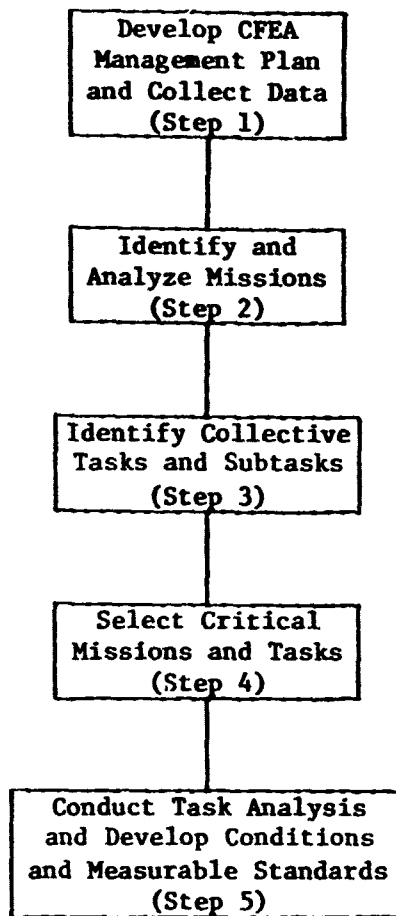 Develop CFEA
Management Plan
and Collect Data
(Step 1)
Identify and
Analyze Missions
(Step 2)
Identify Collective
Tasks and Subtasks
(Step 3)
Select Critical
Missions and Tasks
(Step 4)
Conduct Task Analysis
and Develop Conditions
and Measurable Standards
(Step 5)